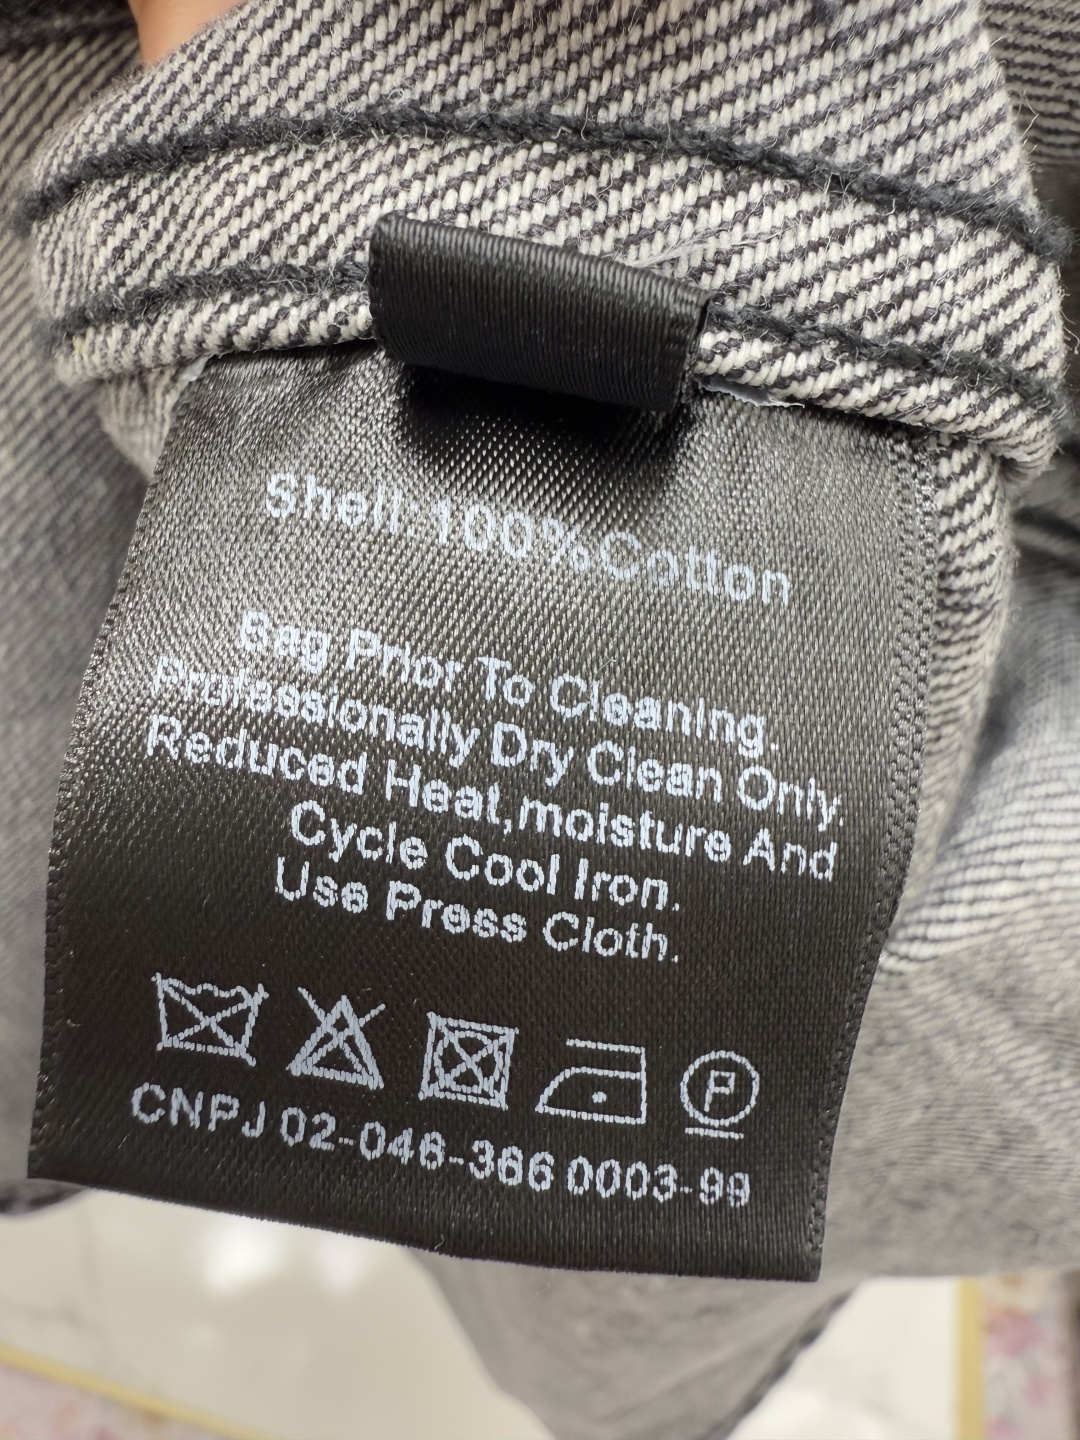 Shell:100%Cotton
Bag Prior To Cleaning.
Professionally Dry Clean Only.
Reduced Heat,moisture And
Cycle Cool Iron.
Use Press Cloth.
P
CNPJ 02-046-366 0003-99